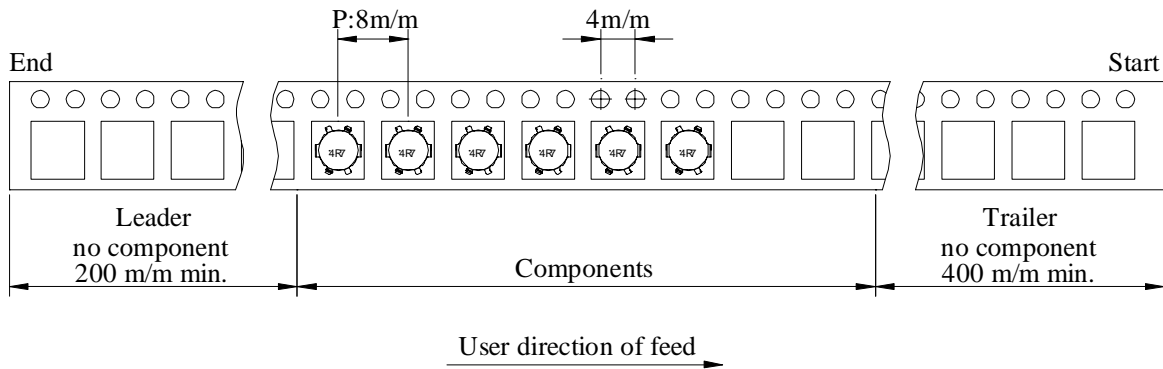 P:8m/m
4m/m
End
Start
4R7
4R7
4R7
4R7
4R7
4R7
Leader
no component
200 m/m min.
Components
Trailer
no component
400 m/m min.
User direction of feed